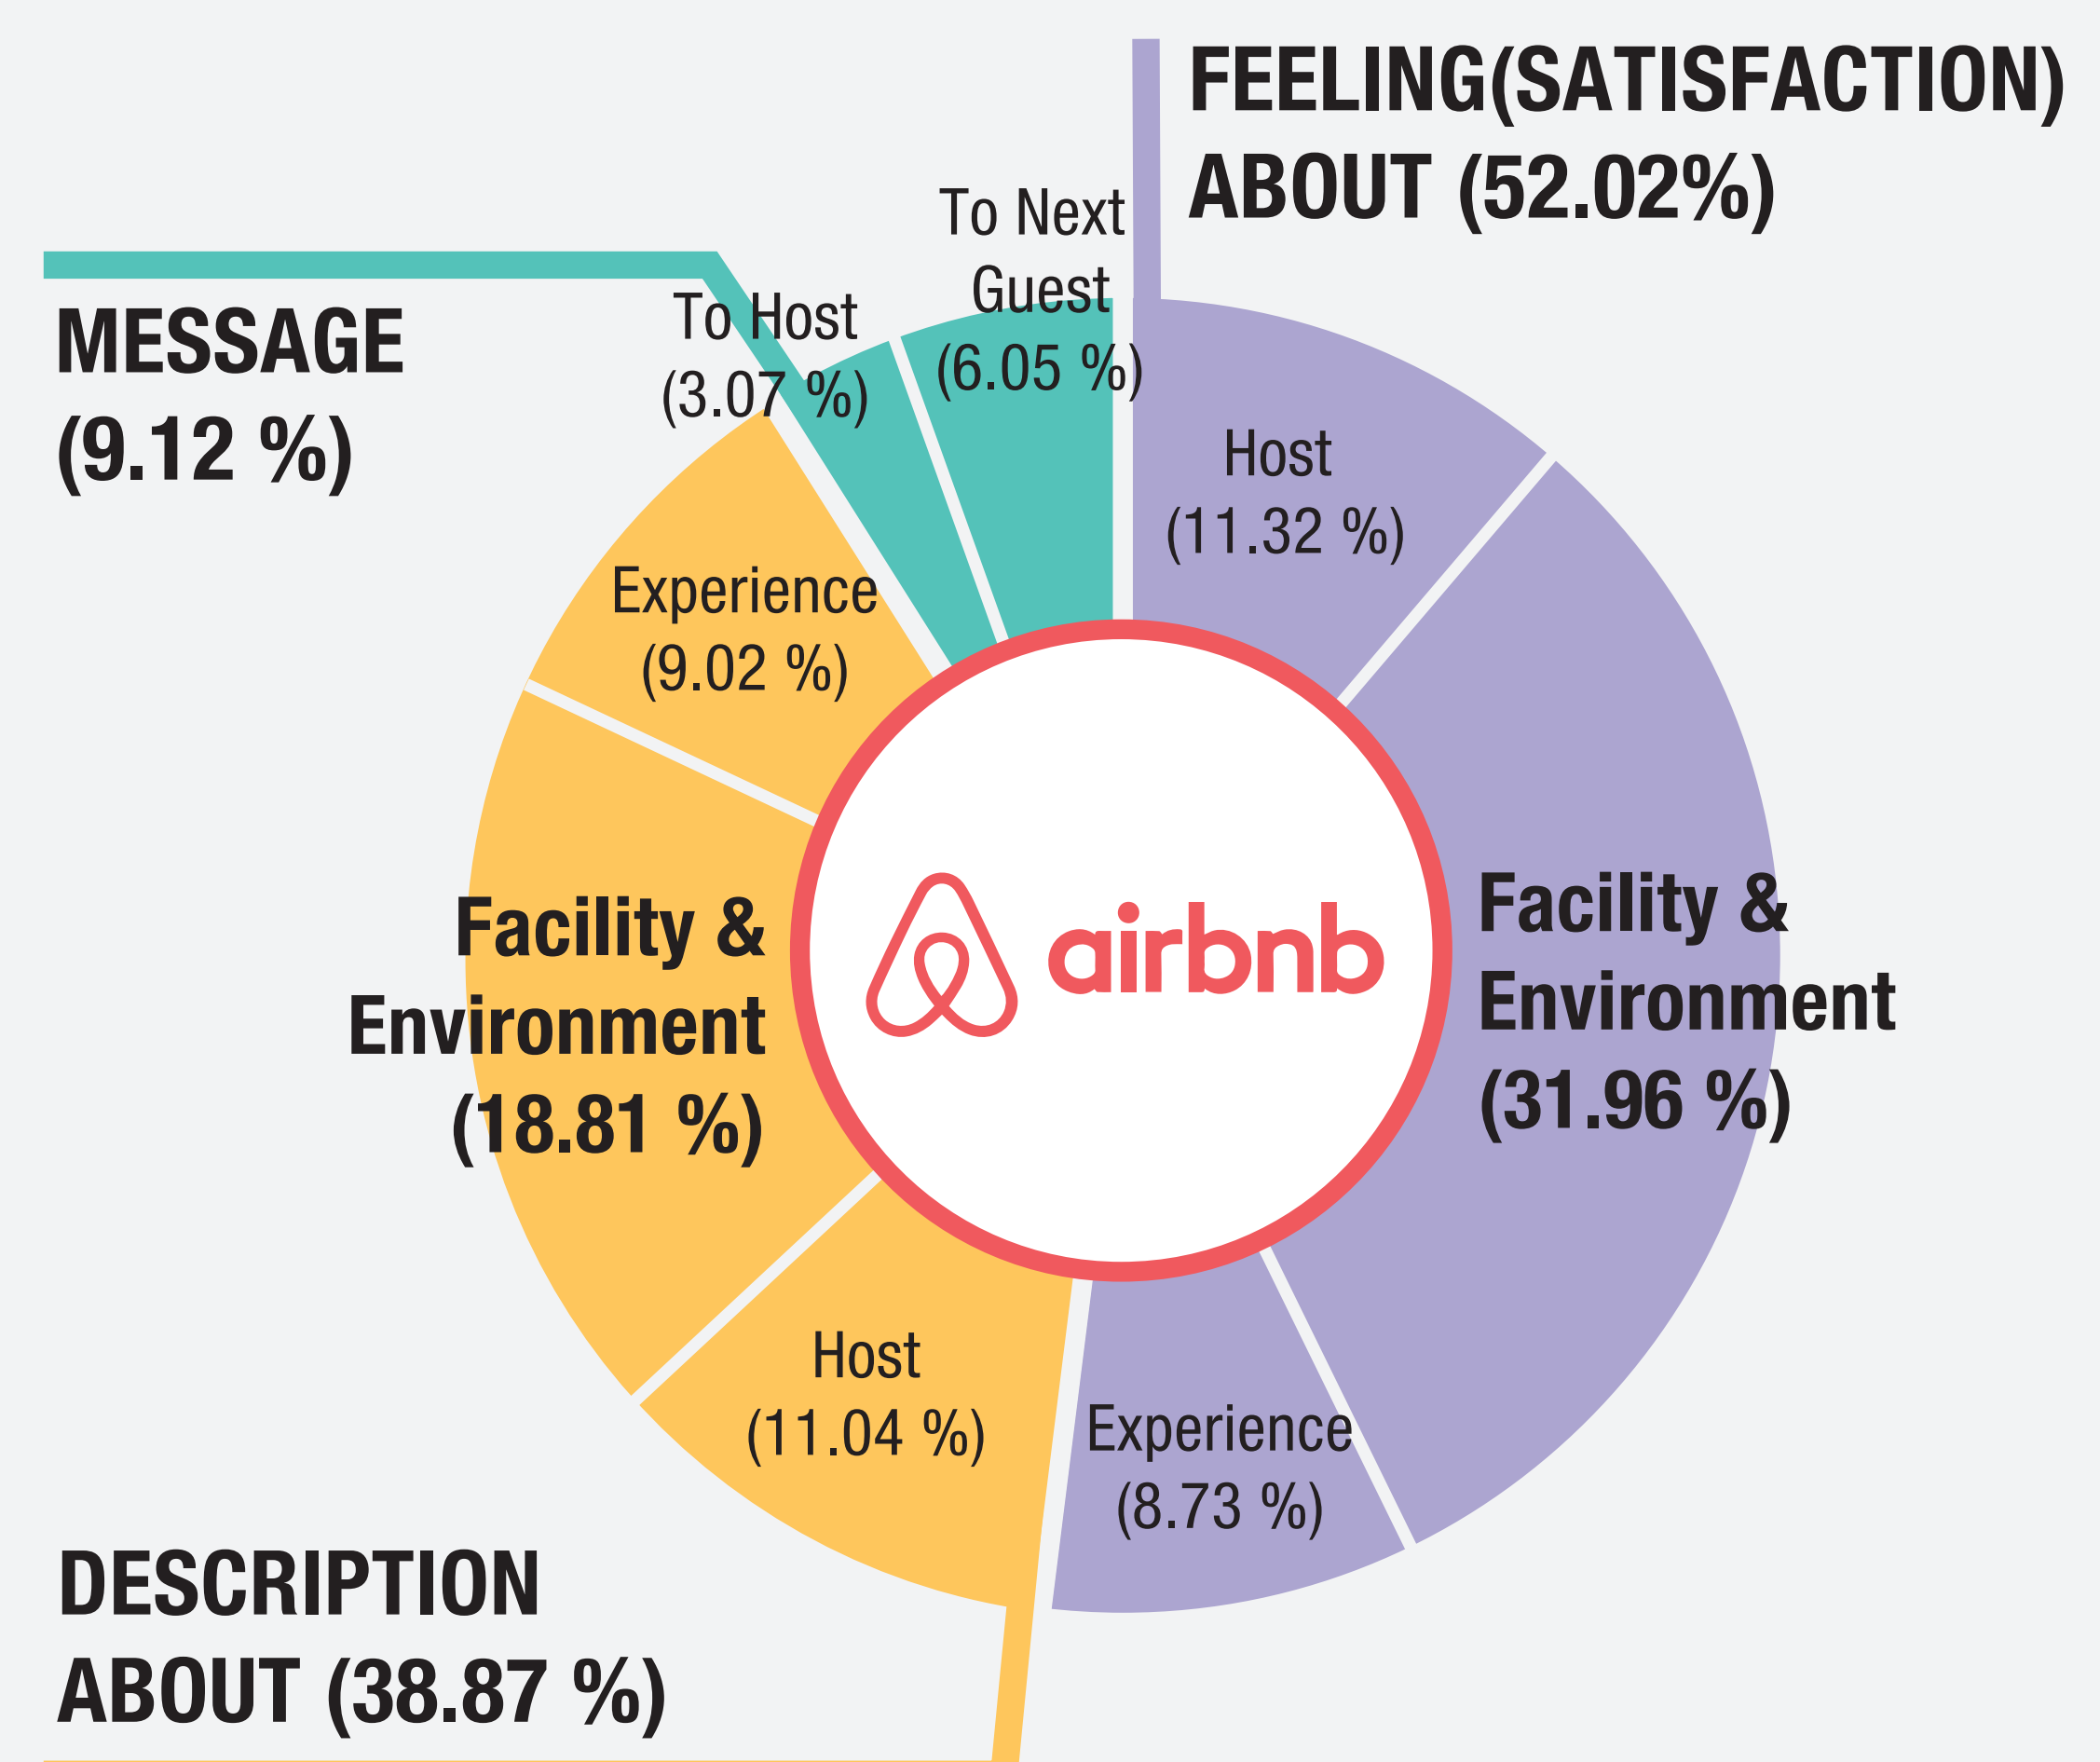 FEELING(SATISFACTION)
ABOUT (52.02%)
To Next
Guest
(6.05 %)
To Host
(3.07 %)
MESSAGE
(9.12 %)
Host
(11.32 %)
Experience
(9.02 %)
airbnb
Facility &
Environment
(18.81 %)
Facility &
Environment
(31.96 %)
Host
(11.04 %)
Experience
(8.73 %)
DESCRIPTION
ABOUT (38.87 %)